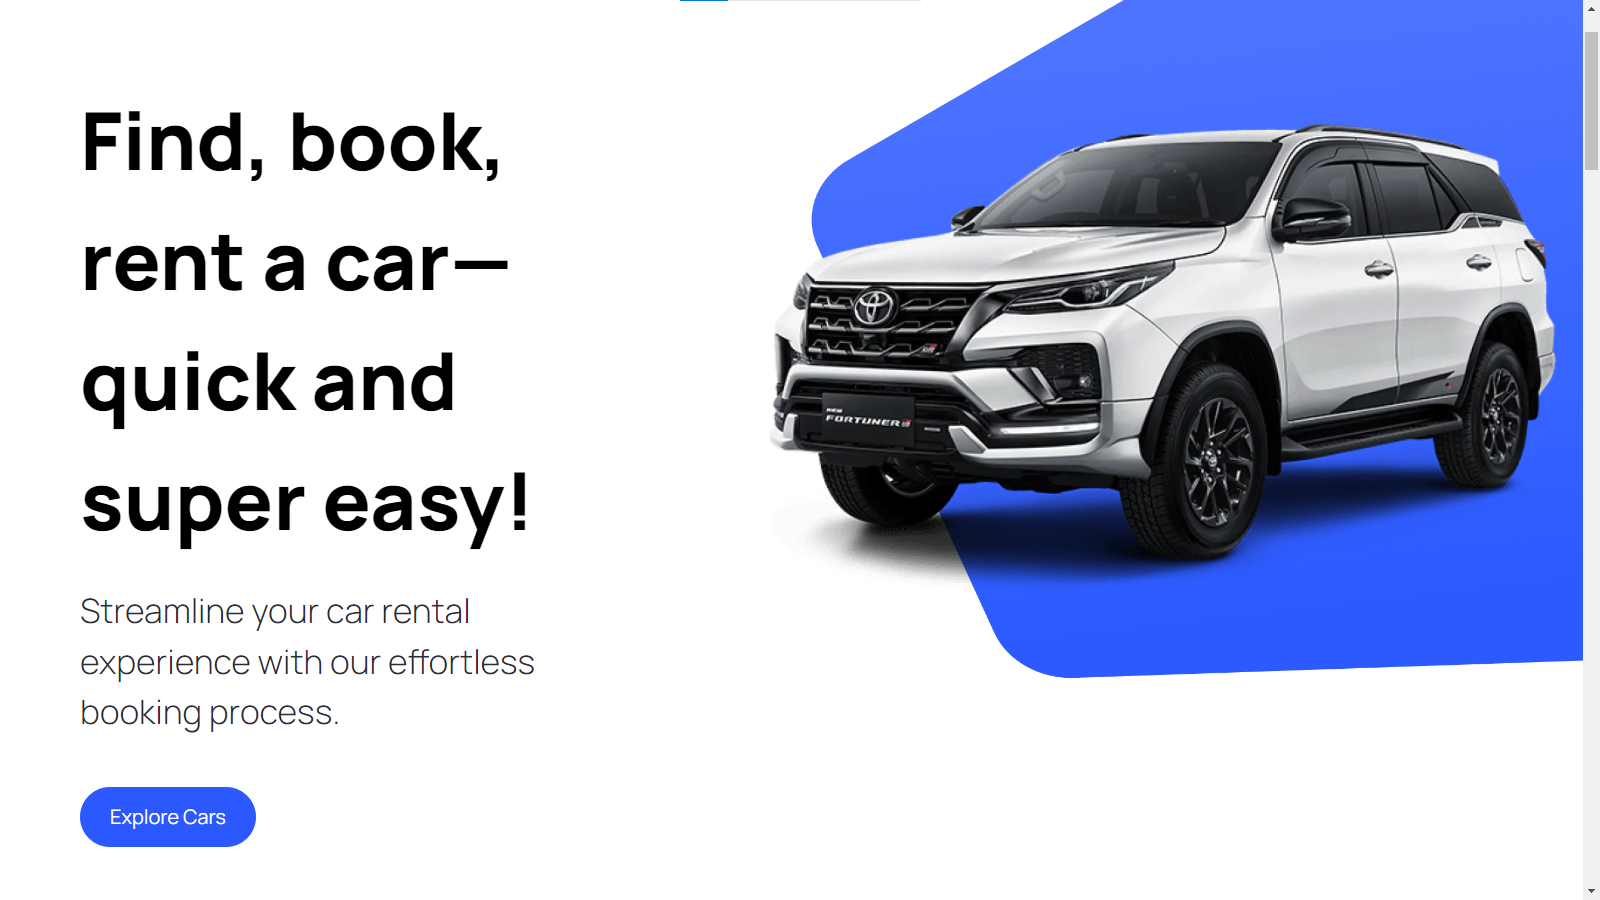 Find, book,
rent a car—
quick and
super easy!
Streamline your car rental
experience with our effortless
booking process.
Explore Cars
NEW
FORTUNER GR